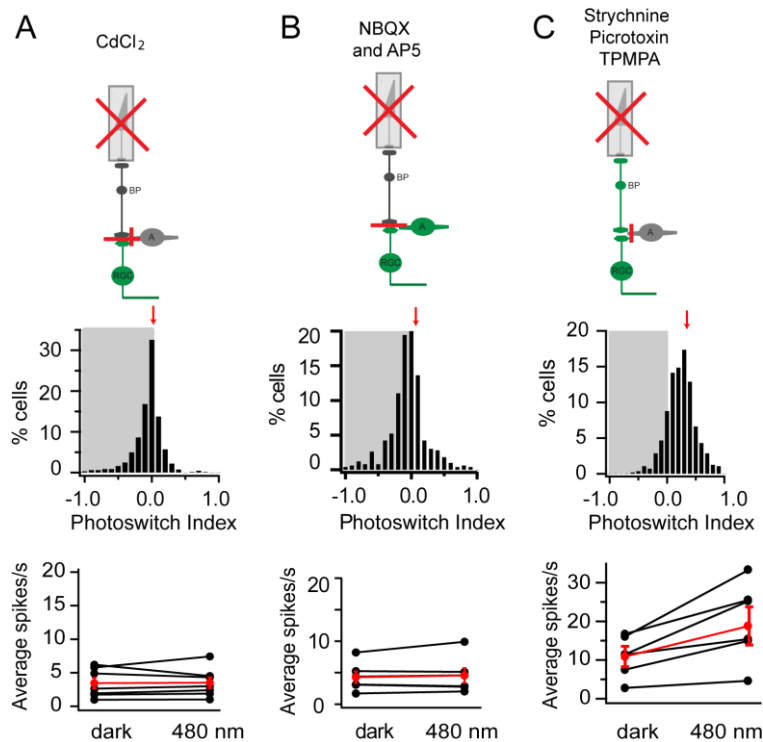 A
CdCl2
BP
A
RGC
% cells
30
20
10
0
-1.0 0.0 1.0
Photoswitch Index
Average spikes/s
20
15
10
5
0
dark 480 nm
B
NBQX
and AP5
BP
A
RGC
% cells
20
15
10
5
0
-1.0 0.0 1.0
Photoswitch Index
Average spikes/s
20
15
10
5
0
dark 480 nm
C
Strychnine
Picrotoxin
TPMPA
BP
A
RGC
% cells
20
15
10
5
0
-1.0 0.0 1.0
Photoswitch Index
Average spikes/s
30
20
10
0
dark 480 nm